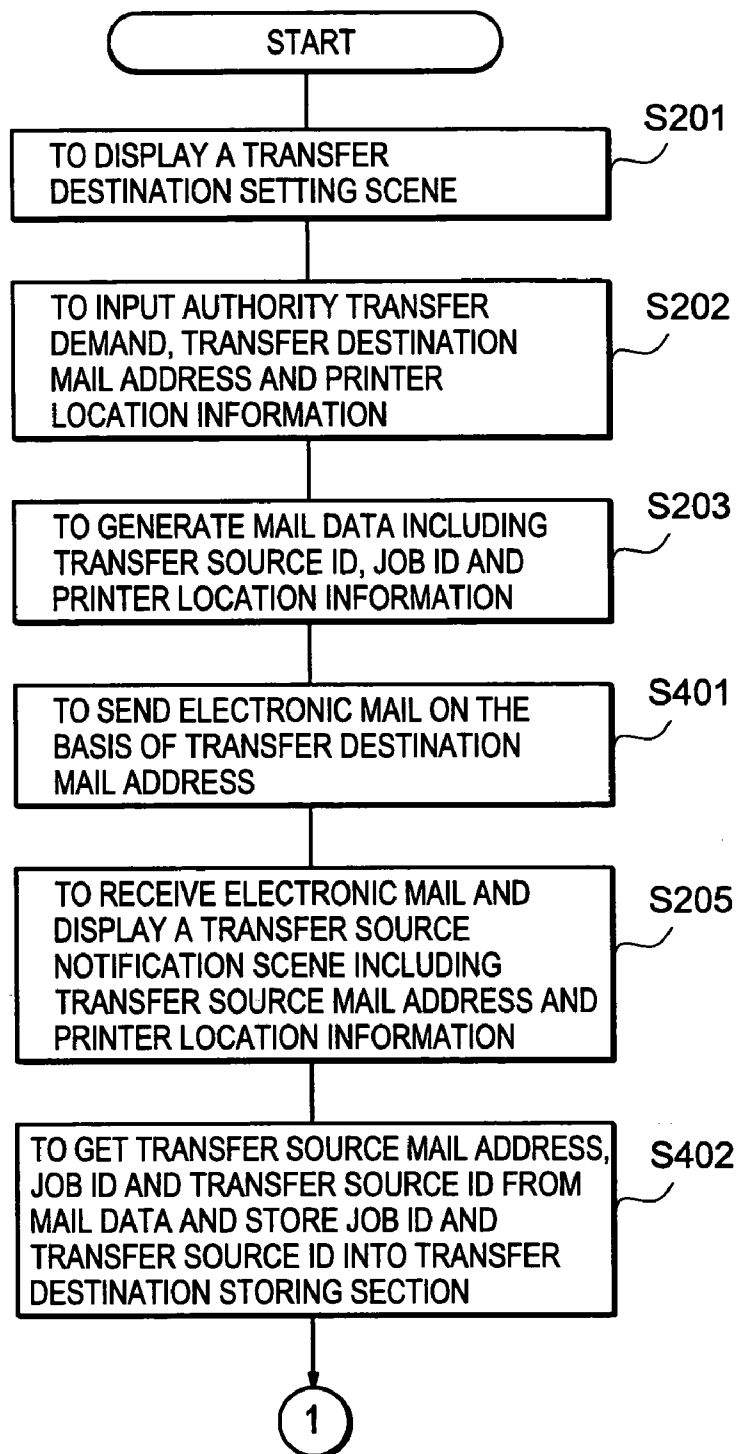 START
S201
TO DISPLAY A TRANSFER
DESTINATION SETTING SCENE
S202
TO INPUT AUTHORITY TRANSFER
DEMAND, TRANSFER DESTINATION
MAIL ADDRESS AND PRINTER
LOCATION INFORMATION
S203
TO GENERATE MAIL DATA INCLUDING
TRANSFER SOURCE ID, JOB ID AND
PRINTER LOCATION INFORMATION
S401
TO SEND ELECTRONIC MAIL ON THE
BASIS OF TRANSFER DESTINATION
MAIL ADDRESS
S205
TO RECEIVE ELECTRONIC MAIL AND
DISPLAY A TRANSFER SOURCE
NOTIFICATION SCENE INCLUDING
TRANSFER SOURCE MAIL ADDRESS AND
PRINTER LOCATION INFORMATION
S402
TO GET TRANSFER SOURCE MAIL ADDRESS,
JOB ID AND TRANSFER SOURCE ID FROM
MAIL DATA AND STORE JOB ID AND
TRANSFER SOURCE ID INTO TRANSFER
DESTINATION STORING SECTION
1